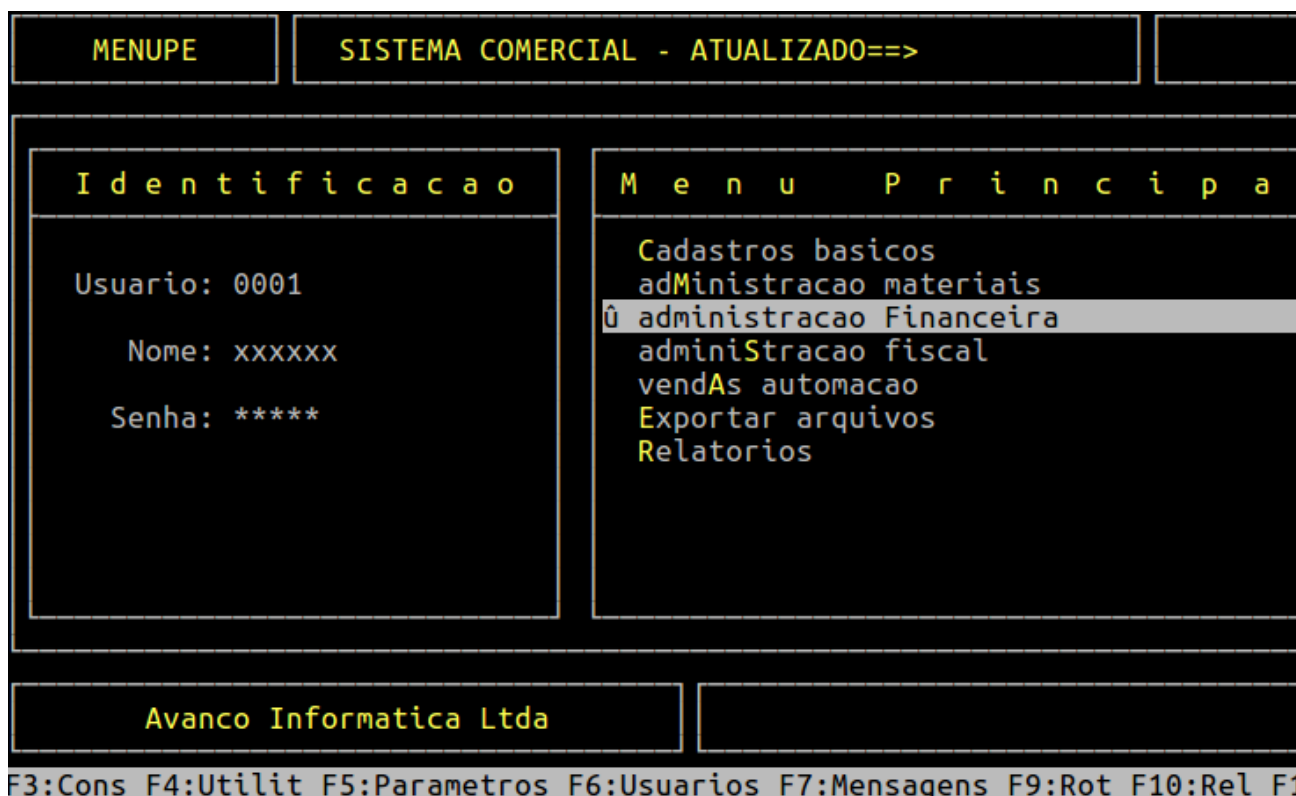 MENUPE
SISTEMA COMERCIAL - ATUALIZADO==>
I d e n t i f i c a c a o
Usuario: 0001
Nome: xxxxxx
Senha: *****
M e n u P r i n c i p a
Cadastros basicos
adMinistracao materiais
û administracao Financeira
adminiStracao fiscal
vendAs automacao
Exportar arquivos
Relatorios
Avanco Informatica Ltda
F3:Cons F4:Utilit F5:Parametros F6:Usuarios F7:Mensagens F9:Rot F10:Rel F1